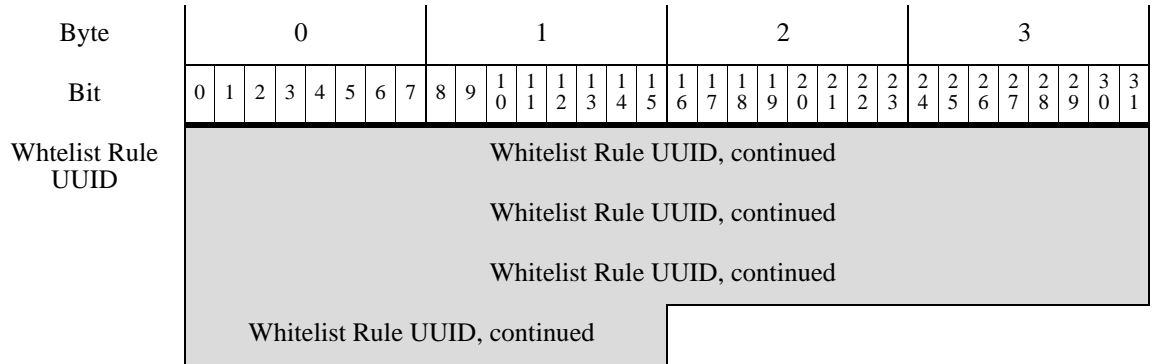 Byte 0 1 2 3
Bit 0 1 2 3 4 5 6 7 8 9 10 11 12 13 14 15 16 17 18 19 20 21 22 23 24 25 26 27 28 29 30 31
Whtelist Rule
UUID
Whitelist Rule UUID, continued
Whitelist Rule UUID, continued
Whitelist Rule UUID, continued
Whitelist Rule UUID, continued